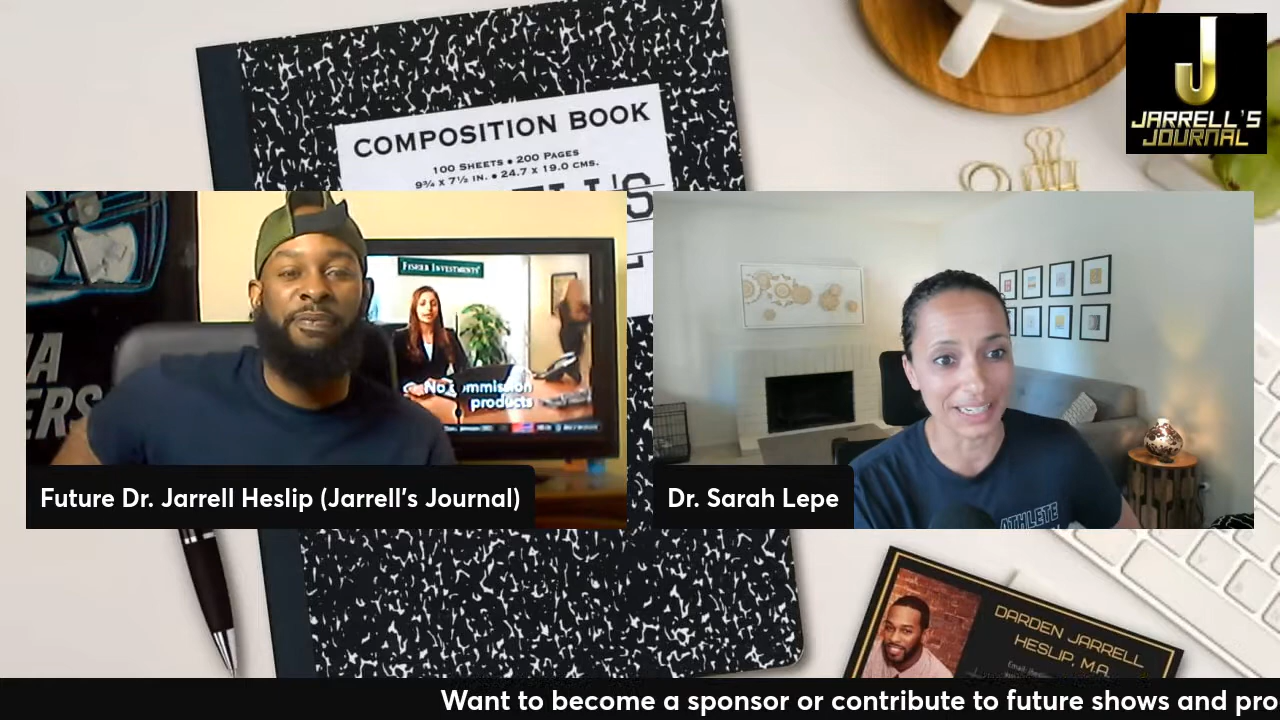 COMPOSITION BOOK
100 SHEETS • 200 PAGES
9¾ X 7½ IN. • 24.7 X 19.0 CMS.
J
JARRELL'S
JOURNAL
FISHER INVESTMENTS
products
ATHLETE
Future Dr. Jarrell Heslip (Jarrell's Journal)
Dr. Sarah Lepe
DARDEN JARRELL
HESLIP, M.A.
Want to become a sponsor or contribute to future shows and pro